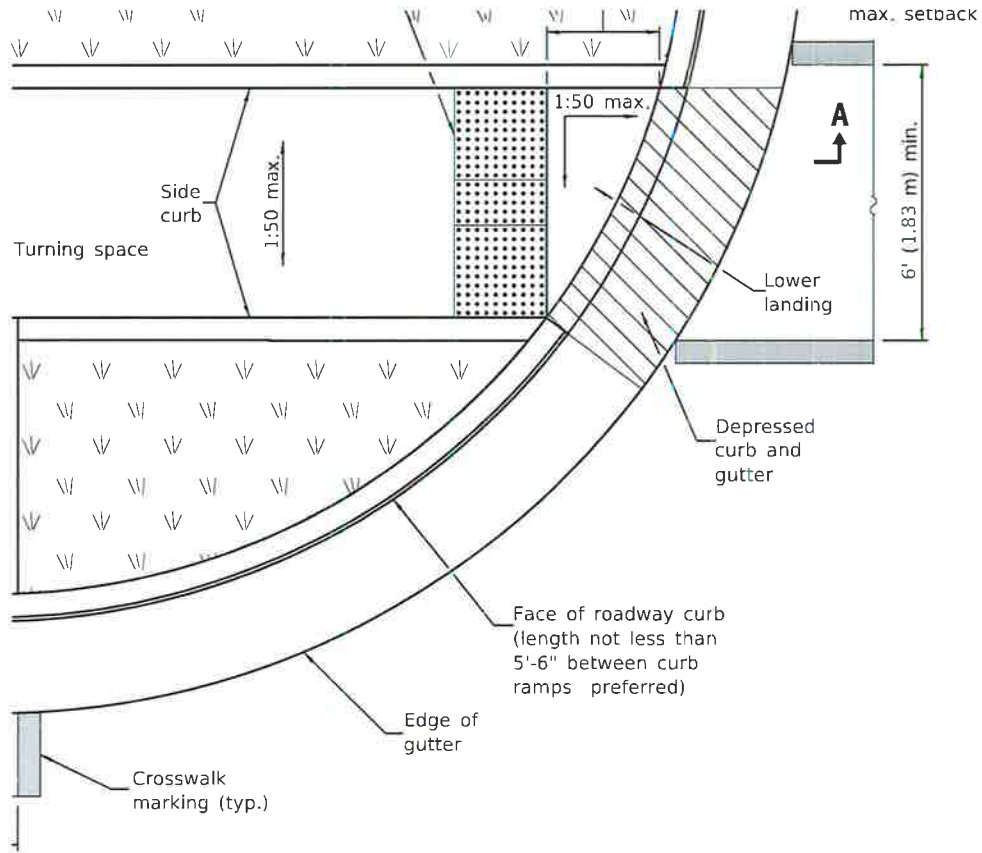 max. setback
1:50 max.
A
Side
curb
1:50 max.
6' (1.83 m) min.
Turning space
Lower
landing
Depressed
curb and
gutter
Face of roadway curb
(length not less than
5'-6" between curb
ramps preferred)
Edge of
gutter
Crosswalk
marking (typ.)